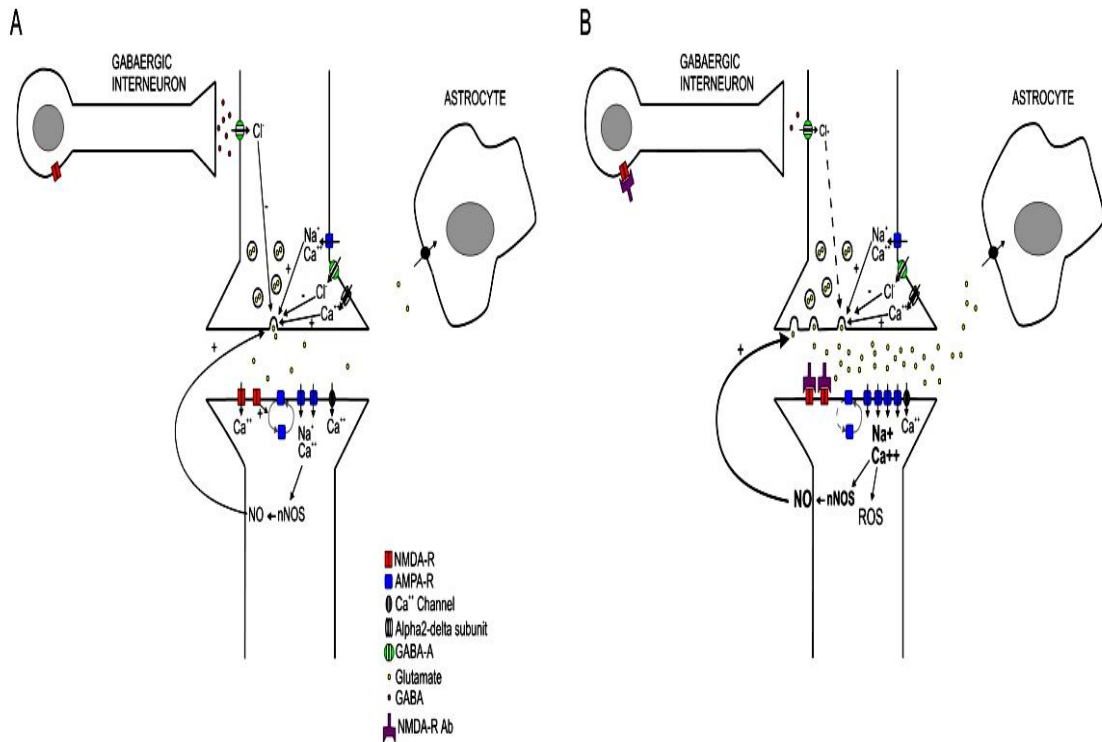 A
GABAERGIC
INTERNEURON
Cl-
-
ASTROCYTE
Na+
Ca++
+
-
Cl-
Ca++
+
+
Ca++
+
Na+
Ca++
Ca++
NO
nNOS
NMDA-R
AMPA-R
Ca++ Channel
Alpha2-delta subunit
GABA-A
Glutamate
GABA
NMDA-R Ab
B
GABAERGIC
INTERNEURON
Cl-
ASTROCYTE
Na+
Ca++
+
-
Cl-
Ca++
+
+
Ca++
Na+
Ca++
NO
nNOS
ROS